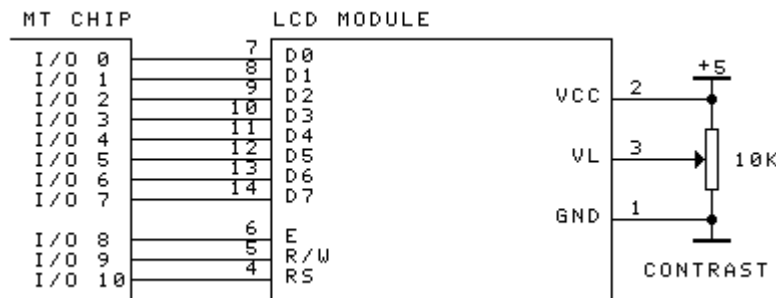 MT CHIP
LCD MODULE
I/O 0 7 D0
I/O 1 8 D1
I/O 2 9 D2
I/O 3 10 D3
I/O 4 11 D4
I/O 5 12 D5
I/O 6 13 D6
I/O 7 14 D7
I/O 8 6 E
I/O 9 5 R/W
I/O 10 4 RS
+5
VCC 2
VL 3
10K
GND 1
CONTRAST